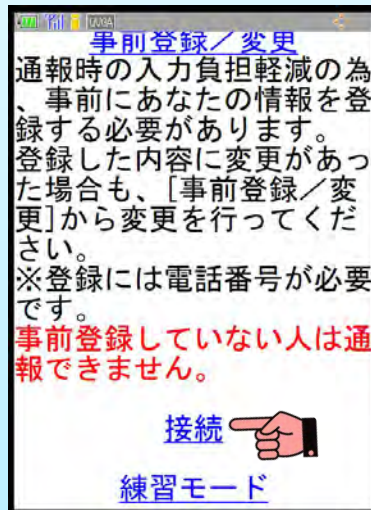 事前登録／変更
通報時の入力負担軽減の為
、事前にあなたの情報を登
録する必要があります。
登録した内容に変更があっ
た場合も、[事前登録／変
更]から変更を行ってくだ
さい。
※登録には電話番号が必要
です。
事前登録していない人は通
報できません。
接続
練習モード